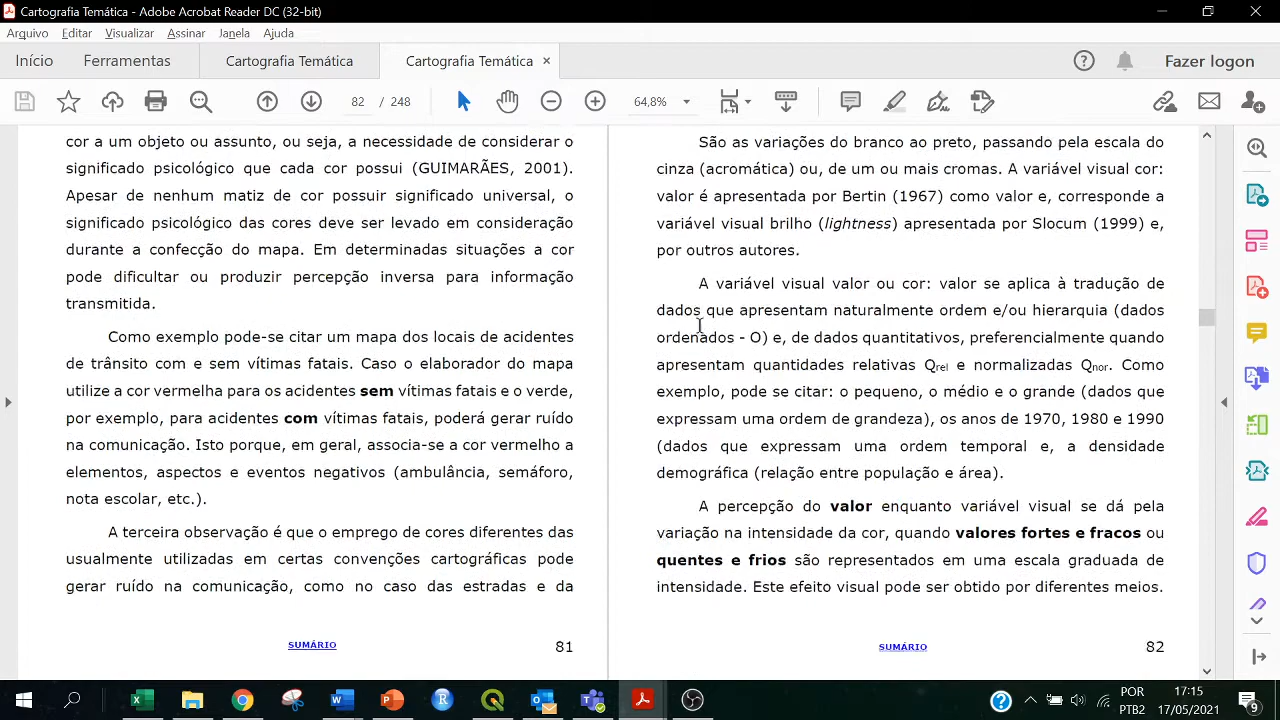 Cartografia Temática - Adobe Acrobat Reader DC (32-bit)
Arquivo Editar Visualizar Assinar Janela Ajuda
Início Ferramentas Cartografia Temática Cartografia Temática × Fazer logon
82 / 248 64,8%
cor a um objeto ou assunto, ou seja, a necessidade de considerar o
significado psicológico que cada cor possui (GUIMARÃES, 2001).
Apesar de nenhum matiz de cor possuir significado universal, o
significado psicológico das cores deve ser levado em consideração
durante a confecção do mapa. Em determinadas situações a cor
pode dificultar ou produzir percepção inversa para informação
transmitida.
Como exemplo pode-se citar um mapa dos locais de acidentes
de trânsito com e sem vítimas fatais. Caso o elaborador do mapa
utilize a cor vermelha para os acidentes sem vítimas fatais e o verde,
por exemplo, para acidentes com vítimas fatais, poderá gerar ruído
na comunicação. Isto porque, em geral, associa-se a cor vermelho a
elementos, aspectos e eventos negativos (ambulância, semáforo,
nota escolar, etc.).
A terceira observação é que o emprego de cores diferentes das
usualmente utilizadas em certas convenções cartográficas pode
gerar ruído na comunicação, como no caso das estradas e da
SUMÁRIO 81
São as variações do branco ao preto, passando pela escala do
cinza (acromática) ou, de um ou mais cromas. A variável visual cor:
valor é apresentada por Bertin (1967) como valor e, corresponde a
variável visual brilho (lightness) apresentada por Slocum (1999) e,
por outros autores.
A variável visual valor ou cor: valor se aplica à tradução de
dados que apresentam naturalmente ordem e/ou hierarquia (dados
ordenados - O) e, de dados quantitativos, preferencialmente quando
apresentam quantidades relativas Qrel e normalizadas Qnor. Como
exemplo, pode se citar: o pequeno, o médio e o grande (dados que
expressam uma ordem de grandeza), os anos de 1970, 1980 e 1990
(dados que expressam uma ordem temporal e, a densidade
demográfica (relação entre população e área).
A percepção do valor enquanto variável visual se dá pela
variação na intensidade da cor, quando valores fortes e fracos ou
quentes e frios são representados em uma escala graduada de
intensidade. Este efeito visual pode ser obtido por diferentes meios.
SUMÁRIO 82
POR 17:15
PTB2 17/05/2021 9